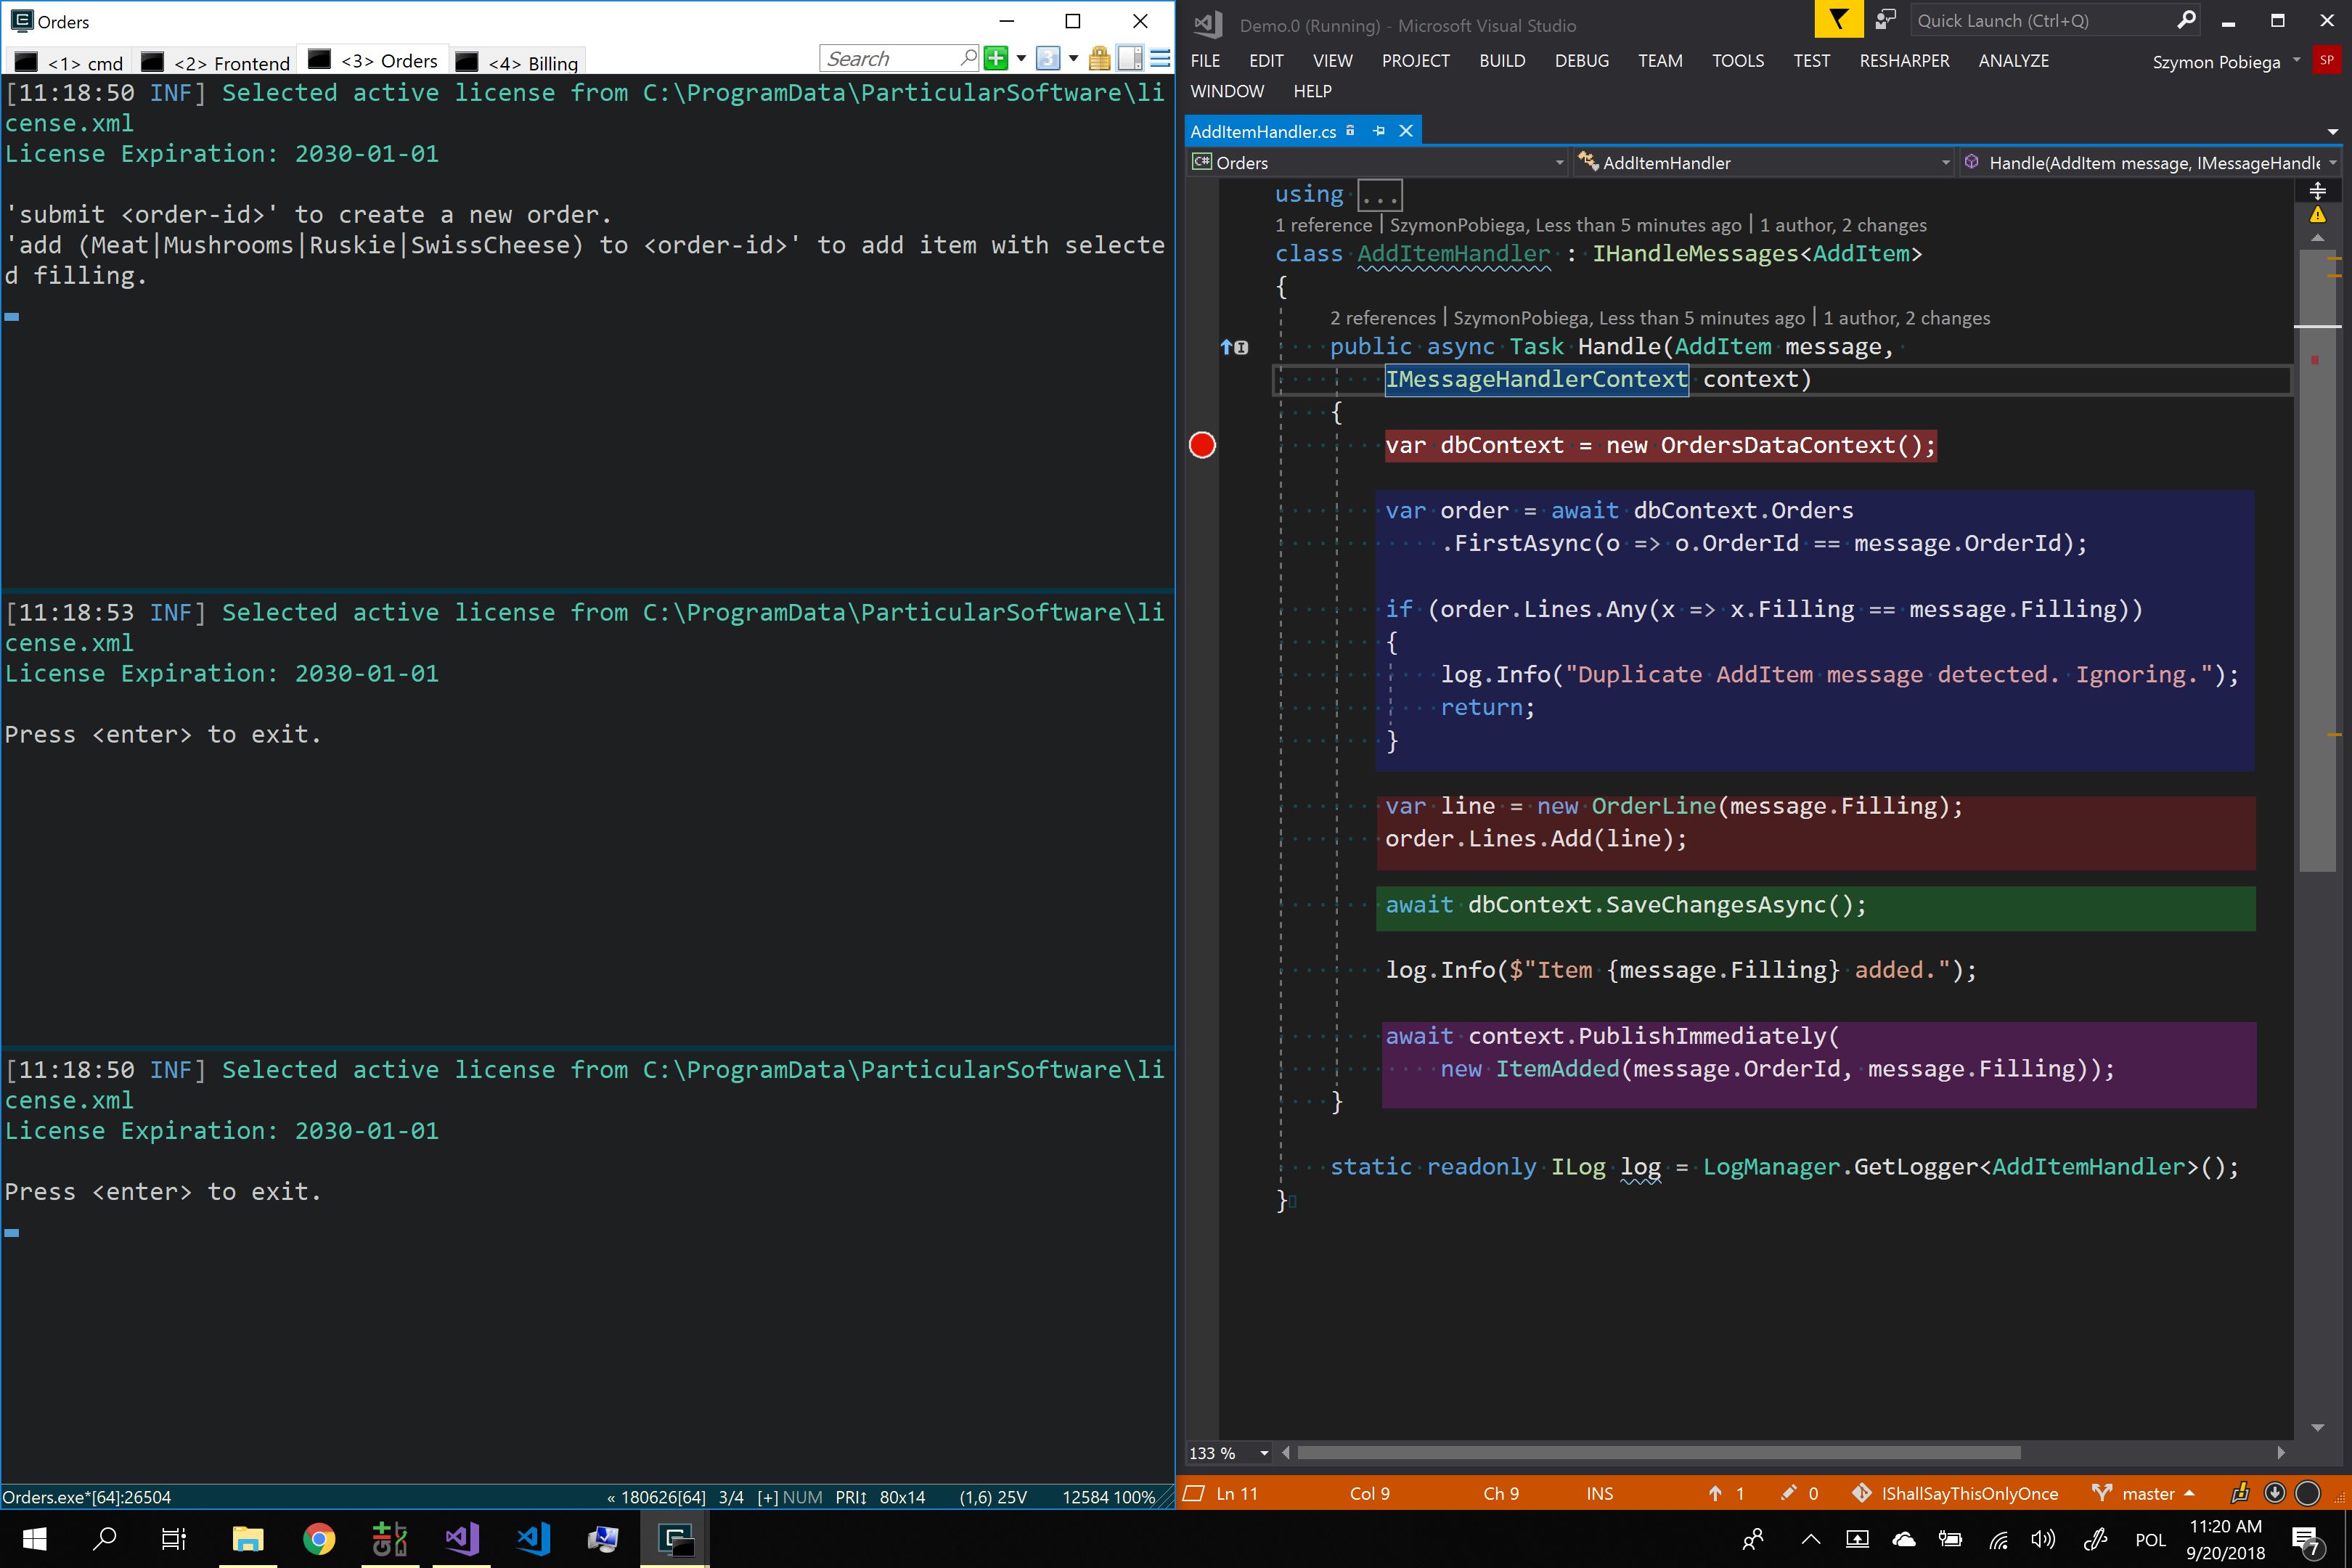 Orders
<1> cmd
<2> Frontend
<3> Orders
<4> Billing
Search
[11:18:50 INF] Selected active license from C:\ProgramData\ParticularSoftware\li
cense.xml
License Expiration: 2030-01-01
'submit <order-id>' to create a new order.
'add (Meat|Mushrooms|Ruskie|SwissCheese) to <order-id>' to add item with selecte
d filling.
[11:18:53 INF] Selected active license from C:\ProgramData\ParticularSoftware\li
cense.xml
License Expiration: 2030-01-01
Press <enter> to exit.
[11:18:50 INF] Selected active license from C:\ProgramData\ParticularSoftware\li
cense.xml
License Expiration: 2030-01-01
Press <enter> to exit.
Orders.exe*[64]:26504 « 180626[64] 3/4 [+] NUM PRI↕ 80x14 (1,6) 25V 12584 100%
Demo.0 (Running) - Microsoft Visual Studio
Quick Launch (Ctrl+Q)
FILE EDIT VIEW PROJECT BUILD DEBUG TEAM TOOLS TEST RESHARPER ANALYZE
Szymon Pobiega SP
WINDOW HELP
AddItemHandler.cs
C# Orders
AddItemHandler
Handle(AddItem message, IMessageHandle
using ...
1 reference | SzymonPobiega, Less than 5 minutes ago | 1 author, 2 changes
class AddItemHandler : IHandleMessages<AddItem>
{
2 references | SzymonPobiega, Less than 5 minutes ago | 1 author, 2 changes
public async Task Handle(AddItem message,
IMessageHandlerContext context)
{
var dbContext = new OrdersDataContext();
var order = await dbContext.Orders
.FirstAsync(o => o.OrderId == message.OrderId);
if (order.Lines.Any(x => x.Filling == message.Filling))
{
log.Info("Duplicate AddItem message detected. Ignoring.");
return;
}
var line = new OrderLine(message.Filling);
order.Lines.Add(line);
await dbContext.SaveChangesAsync();
log.Info($"Item {message.Filling} added.");
await context.PublishImmediately(
new ItemAdded(message.OrderId, message.Filling));
}
static readonly ILog log = LogManager.GetLogger<AddItemHandler>();
}
133 %
Ln 11 Col 9 Ch 9 INS 1 0 IShallSayThisOnlyOnce master
POL
11:20 AM
9/20/2018
7